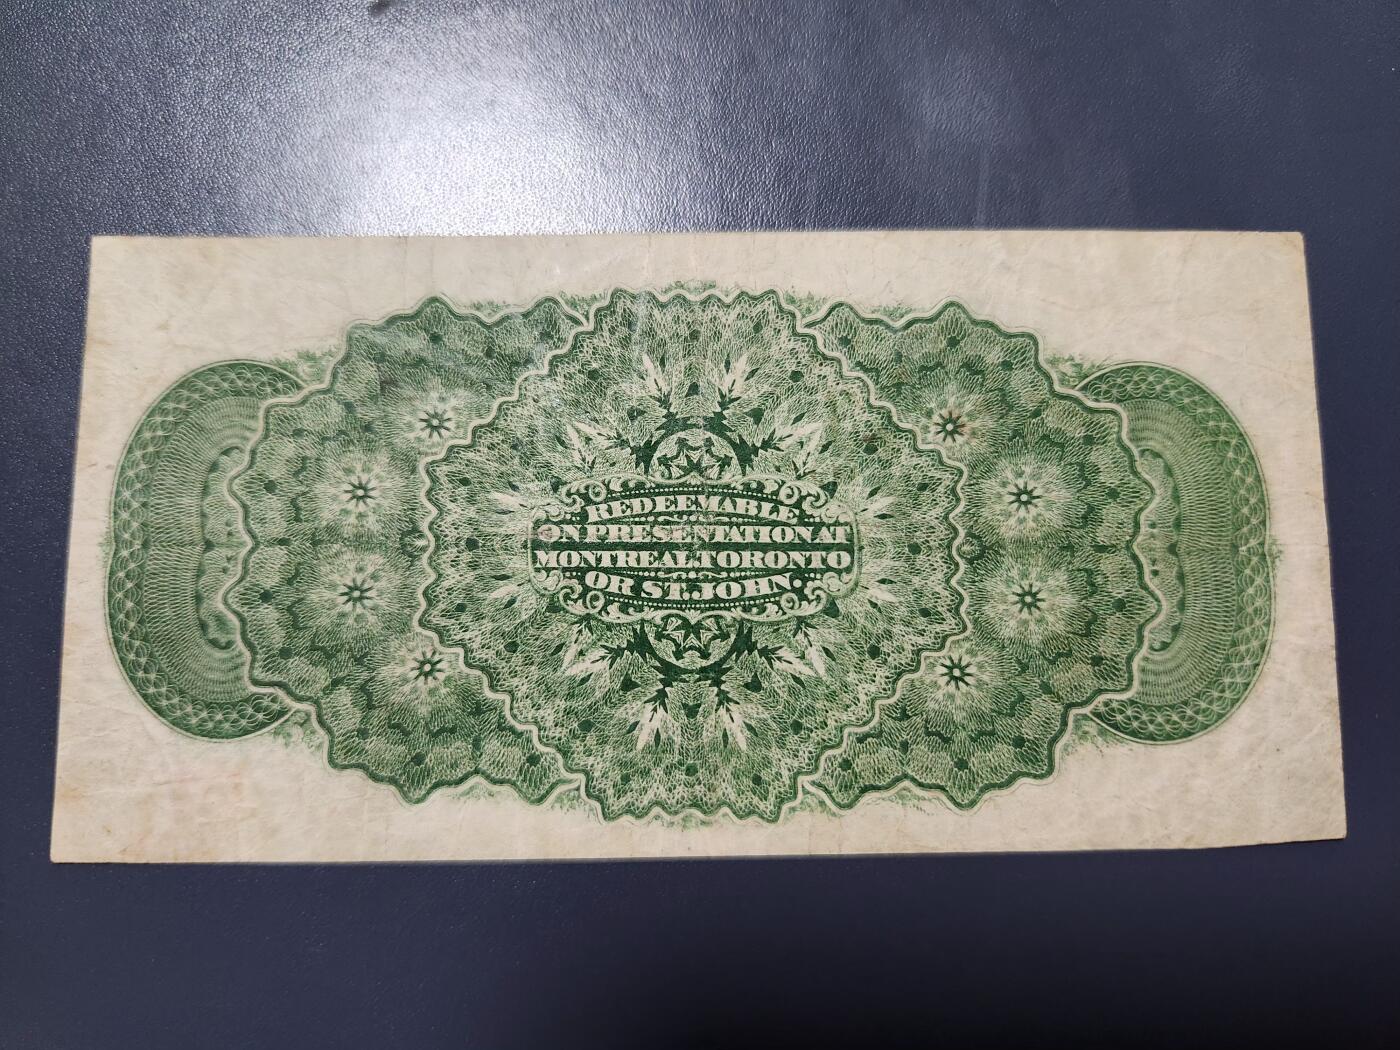 REDEEMABLE
ON PRESENTATION AT
MONTREAL TORONTO
OR ST. JOHN.